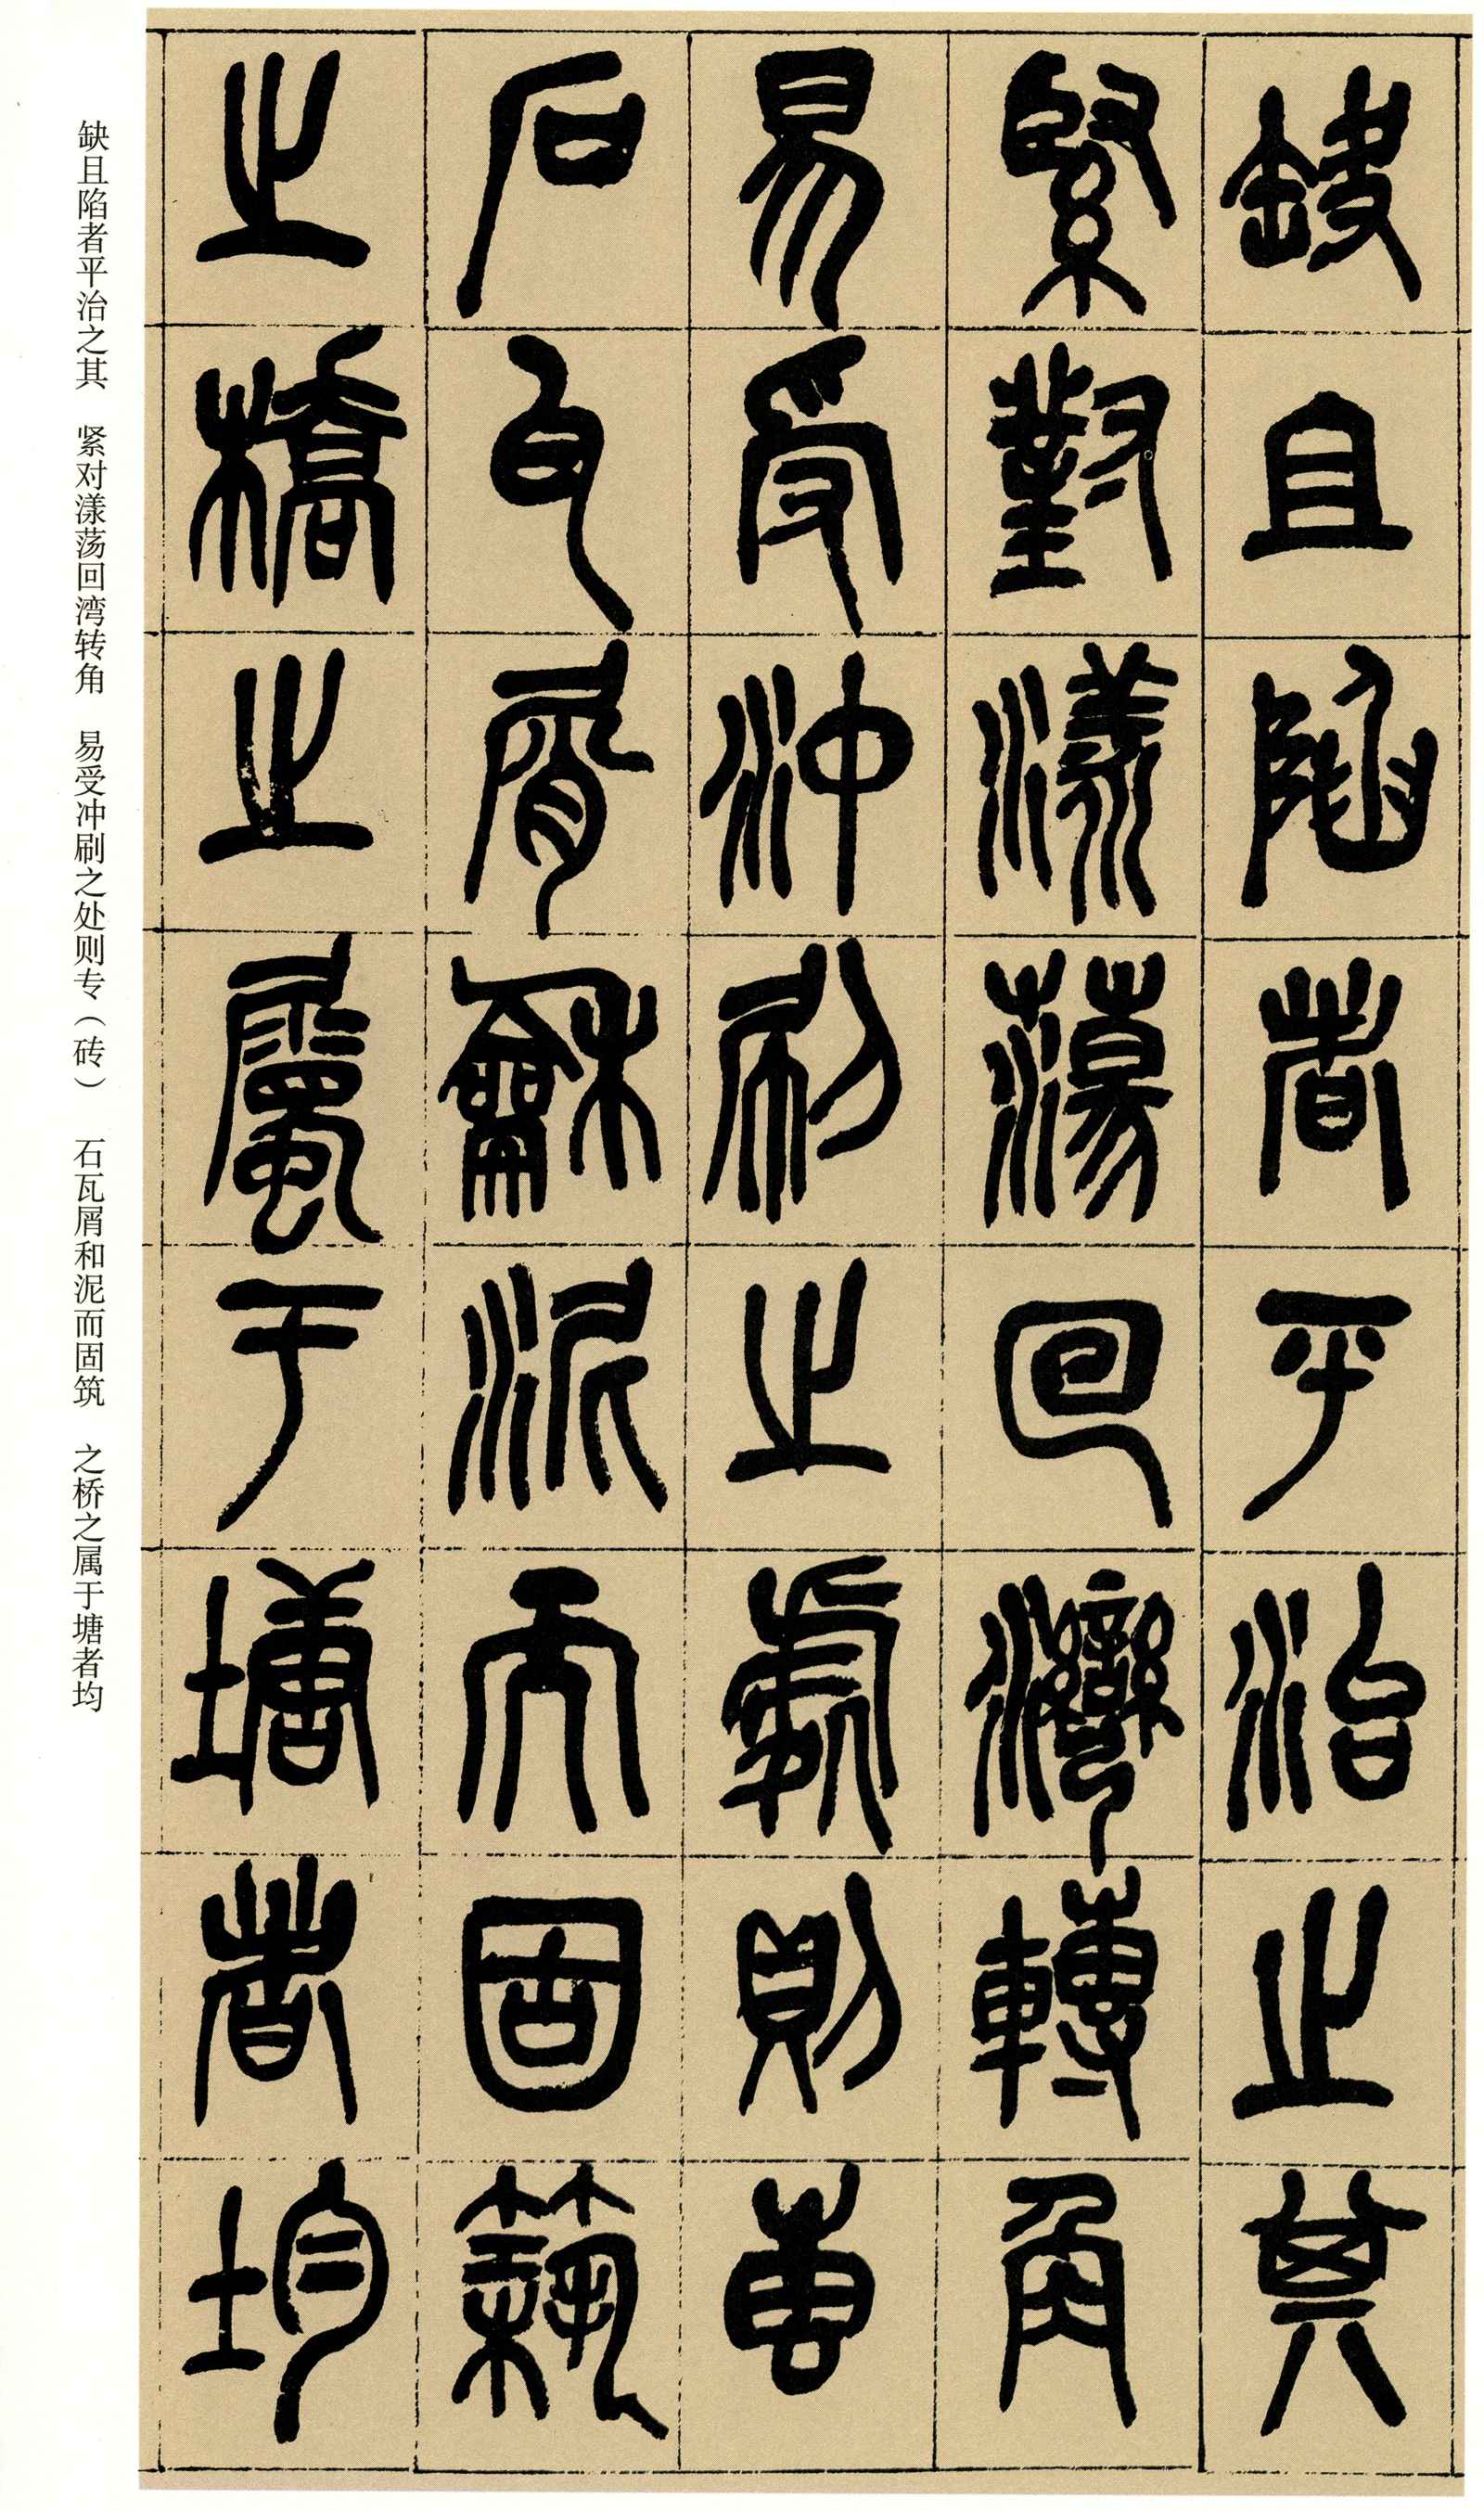 缺且陷者平治之其
緊對漾蕩回灣轉角
易受沖刷之處則專
石瓦屑龢泥而固築
之橋之屬于塘者均
缺且陷者平治之其　紧对漾荡回湾转角　易受冲刷之处则专（砖）　石瓦屑和泥而固筑　之桥之属于塘者均